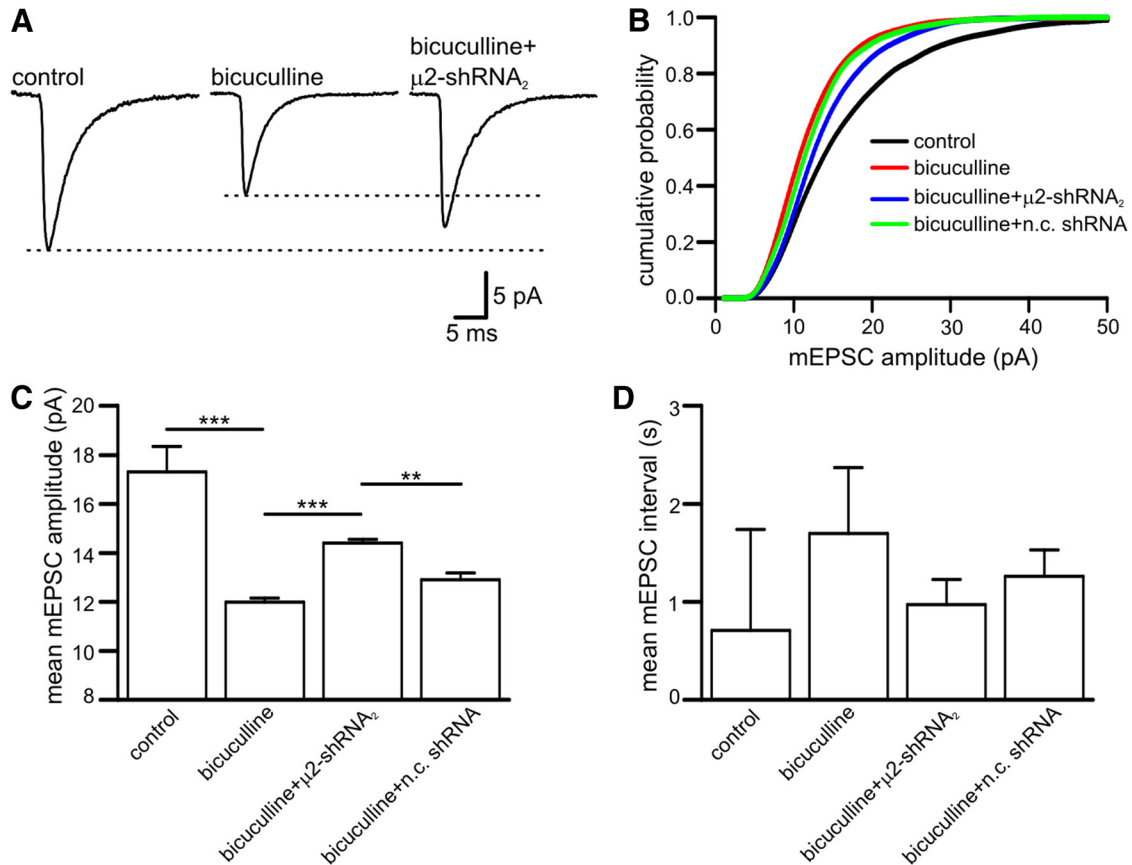 A
control
bicuculline
bicuculline+
μ2-shRNA₂
5 pA
5 ms
B
cumulative probability
1.0
0.8
0.6
0.4
0.2
0.0
0
10
20
30
40
50
mEPSC amplitude (pA)
control
bicuculline
bicuculline+μ2-shRNA₂
bicuculline+n.c. shRNA
C
mean mEPSC amplitude (pA)
20
18
16
14
12
10
8
***
***
**
control
bicuculline
bicuculline+μ2-shRNA₂
bicuculline+n.c. shRNA
D
mean mEPSC interval (s)
3
2
1
0
control
bicuculline
bicuculline+μ2-shRNA₂
bicuculline+n.c. shRNA